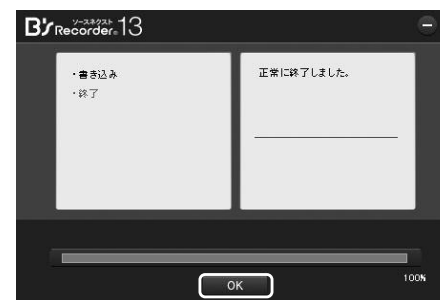 B's Recorder 13
ソースネクスト
・書き込み
・終了
正常に終了しました。
100%
OK